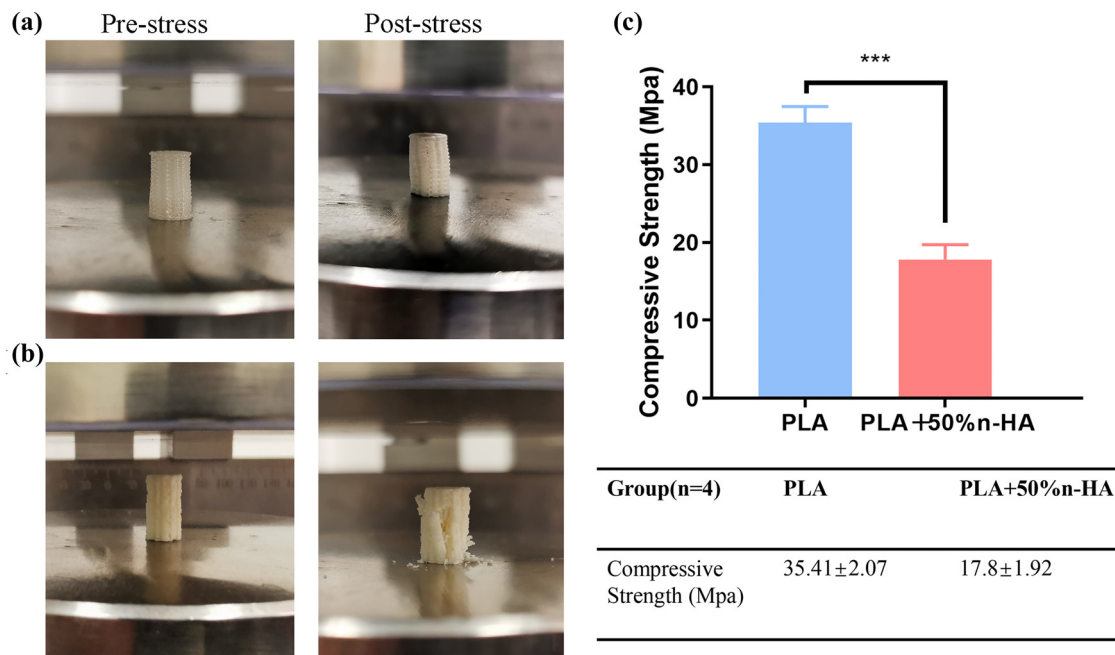 (a)
Pre-stress
Post-stress
(b)
(c)
***
Compressive Strength (Mpa)
40
30
20
10
0
PLA
PLA+50%n-HA
Group(n=4) PLA PLA+50%n-HA
Compressive 35.41±2.07 17.8±1.92
Strength (Mpa)